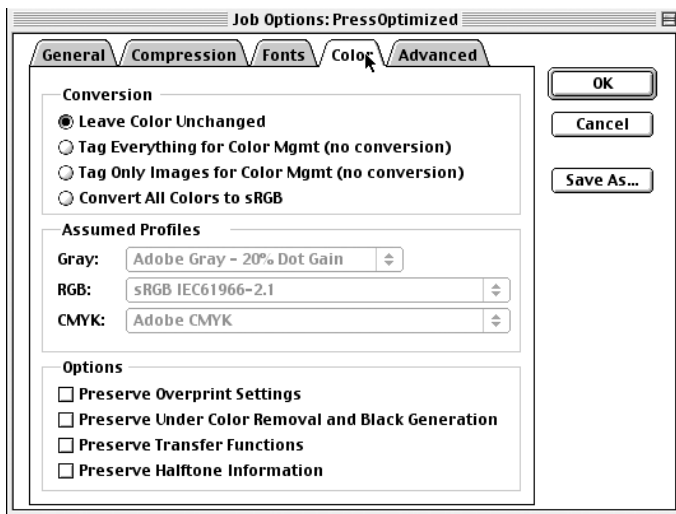 Job Options: PressOptimized
General Compression Fonts Color Advanced
Conversion
Leave Color Unchanged
Tag Everything for Color Mgmt (no conversion)
Tag Only Images for Color Mgmt (no conversion)
Convert All Colors to sRGB
Assumed Profiles
Gray: Adobe Gray - 20% Dot Gain
RGB: sRGB IEC61966-2.1
CMYK: Adobe CMYK
Options
Preserve Overprint Settings
Preserve Under Color Removal and Black Generation
Preserve Transfer Functions
Preserve Halftone Information
OK
Cancel
Save As...